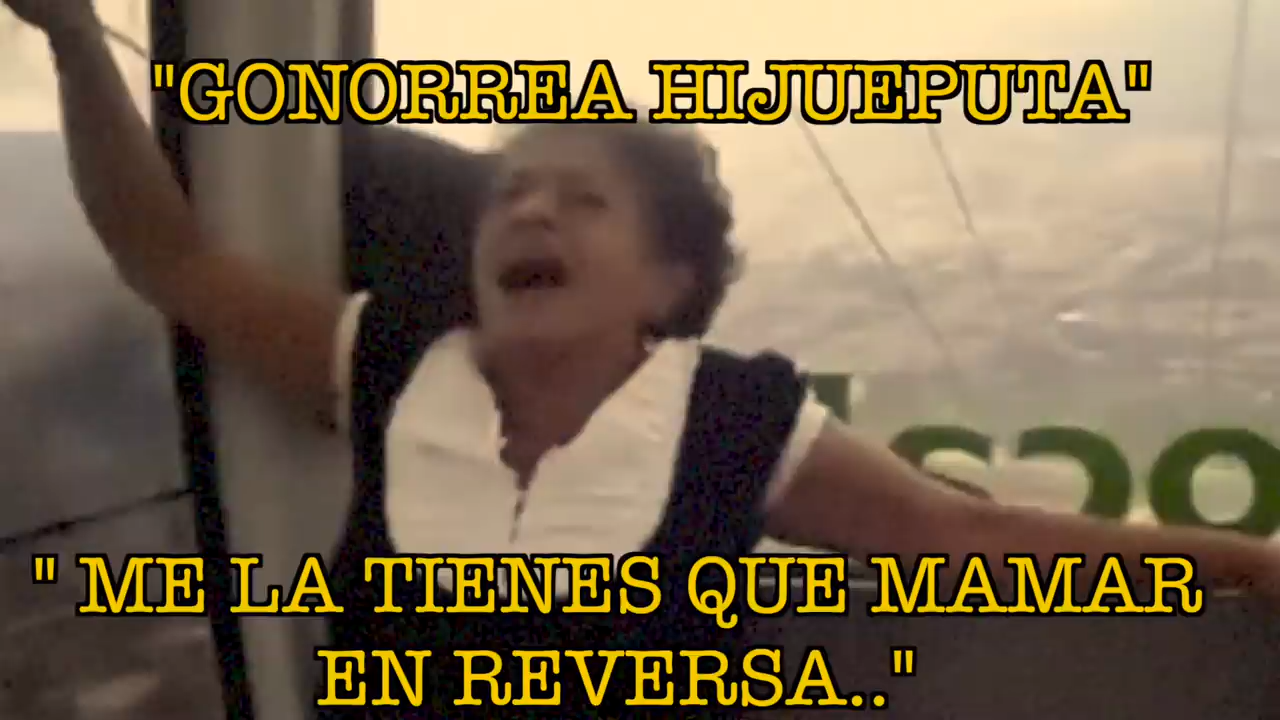 "GONORREA HIJUEPUTA"
" ME LA TIENES QUE MAMAR
EN REVERSA.."